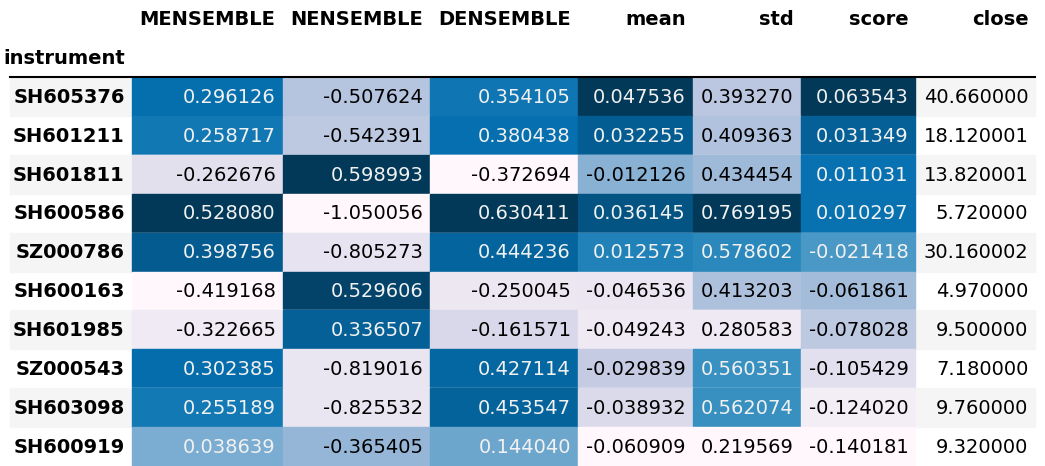 MENSEMBLE NENSEMBLE DENSEMBLE mean std score close
instrument
SH605376 0.296126 -0.507624 0.354105 0.047536 0.393270 0.063543 40.660000
SH601211 0.258717 -0.542391 0.380438 0.032255 0.409363 0.031349 18.120001
SH601811 -0.262676 0.598993 -0.372694 -0.012126 0.434454 0.011031 13.820001
SH600586 0.528080 -1.050056 0.630411 0.036145 0.769195 0.010297 5.720000
SZ000786 0.398756 -0.805273 0.444236 0.012573 0.578602 -0.021418 30.160002
SH600163 -0.419168 0.529606 -0.250045 -0.046536 0.413203 -0.061861 4.970000
SH601985 -0.322665 0.336507 -0.161571 -0.049243 0.280583 -0.078028 9.500000
SZ000543 0.302385 -0.819016 0.427114 -0.029839 0.560351 -0.105429 7.180000
SH603098 0.255189 -0.825532 0.453547 -0.038932 0.562074 -0.124020 9.760000
SH600919 0.038639 -0.365405 0.144040 -0.060909 0.219569 -0.140181 9.320000